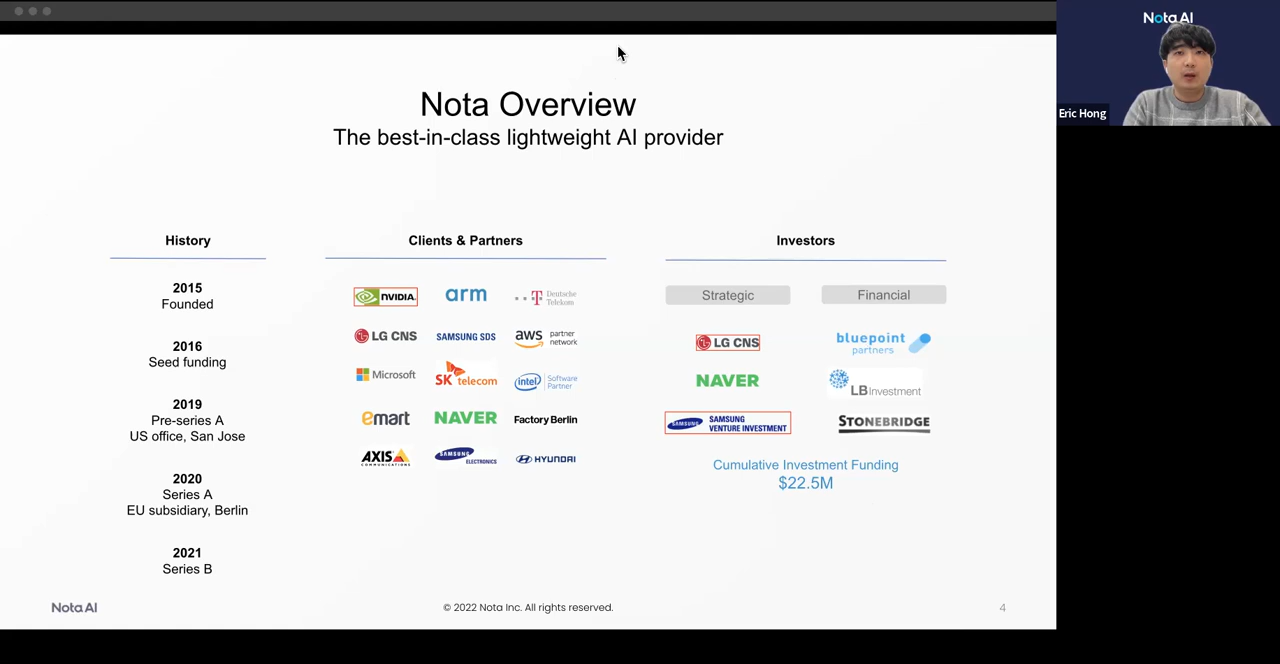 Nota Overview
The best-in-class lightweight AI provider
History
2015
Founded
2016
Seed funding
2019
Pre-series A
US office, San Jose
2020
Series A
EU subsidiary, Berlin
2021
Series B
Clients & Partners
NVIDIA.
arm
T Deutsche Telekom
LG CNS
SAMSUNG SDS
aws partner network
Microsoft
SK telecom
intel Software Partner
emart
NAVER
Factory Berlin
AXIS COMMUNICATIONS
SAMSUNG ELECTRONICS
HYUNDAI
Investors
Strategic
Financial
LG CNS
bluepoint partners
NAVER
LB Investment
SAMSUNG SAMSUNG VENTURE INVESTMENT
STONEBRIDGE
Cumulative Investment Funding
$22.5M
Nota AI
© 2022 Nota Inc. All rights reserved.
4
Nota AI
Eric Hong